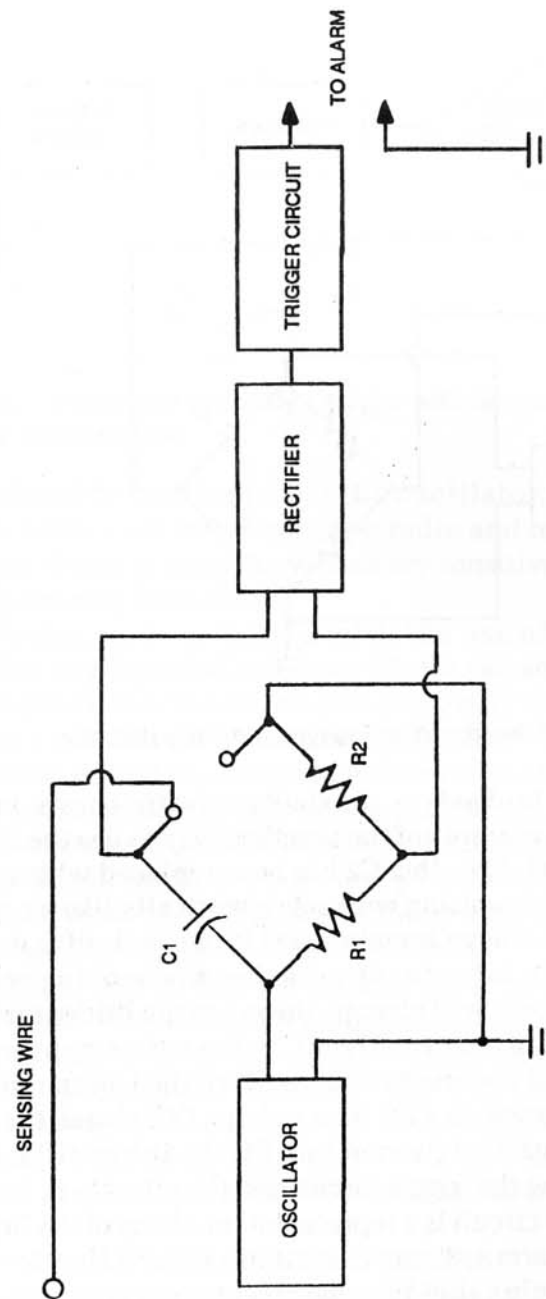 SENSING WIRE
C1
R1
R2
OSCILLATOR
RECTIFIER
TRIGGER CIRCUIT
TO ALARM